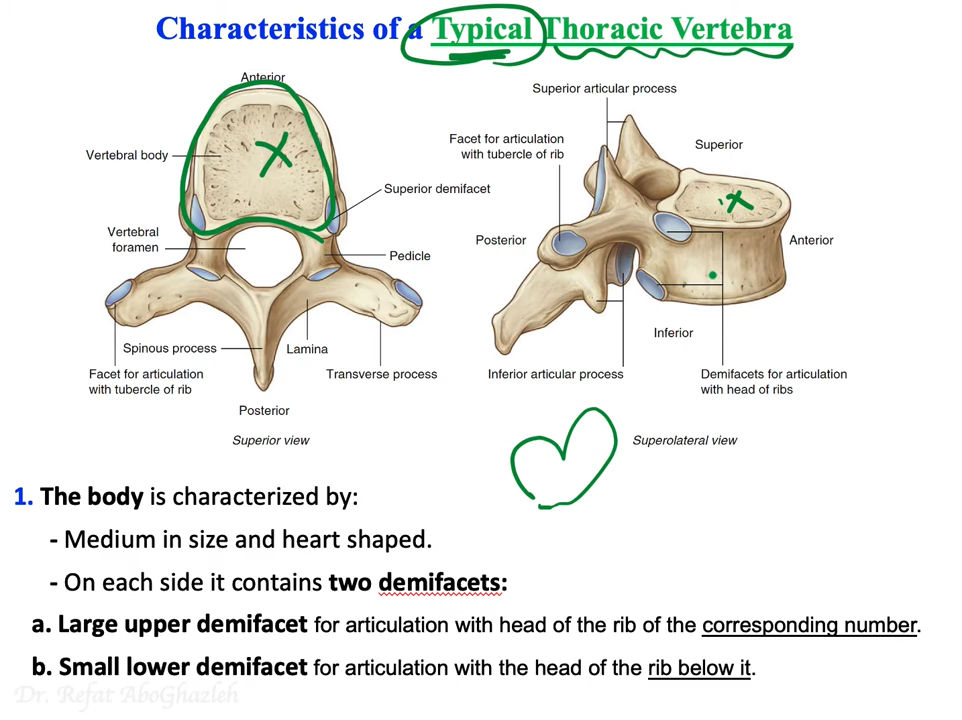 Characteristics of a Typical Thoracic Vertebra
Anterior
Superior articular process
Facet for articulation
with tubercle of rib
Superior
Vertebral body
Superior demifacet
Vertebral
foramen
Posterior
Anterior
Pedicle
Inferior
Spinous process
Lamina
Facet for articulation
with tubercle of rib
Transverse process
Inferior articular process
Demifacets for articulation
with head of ribs
Posterior
Superior view
Superolateral view
1. The body is characterized by:
- Medium in size and heart shaped.
- On each side it contains two demifacets:
a. Large upper demifacet for articulation with head of the rib of the corresponding number.
b. Small lower demifacet for articulation with the head of the rib below it.
Dr. Refat AboGhazleh